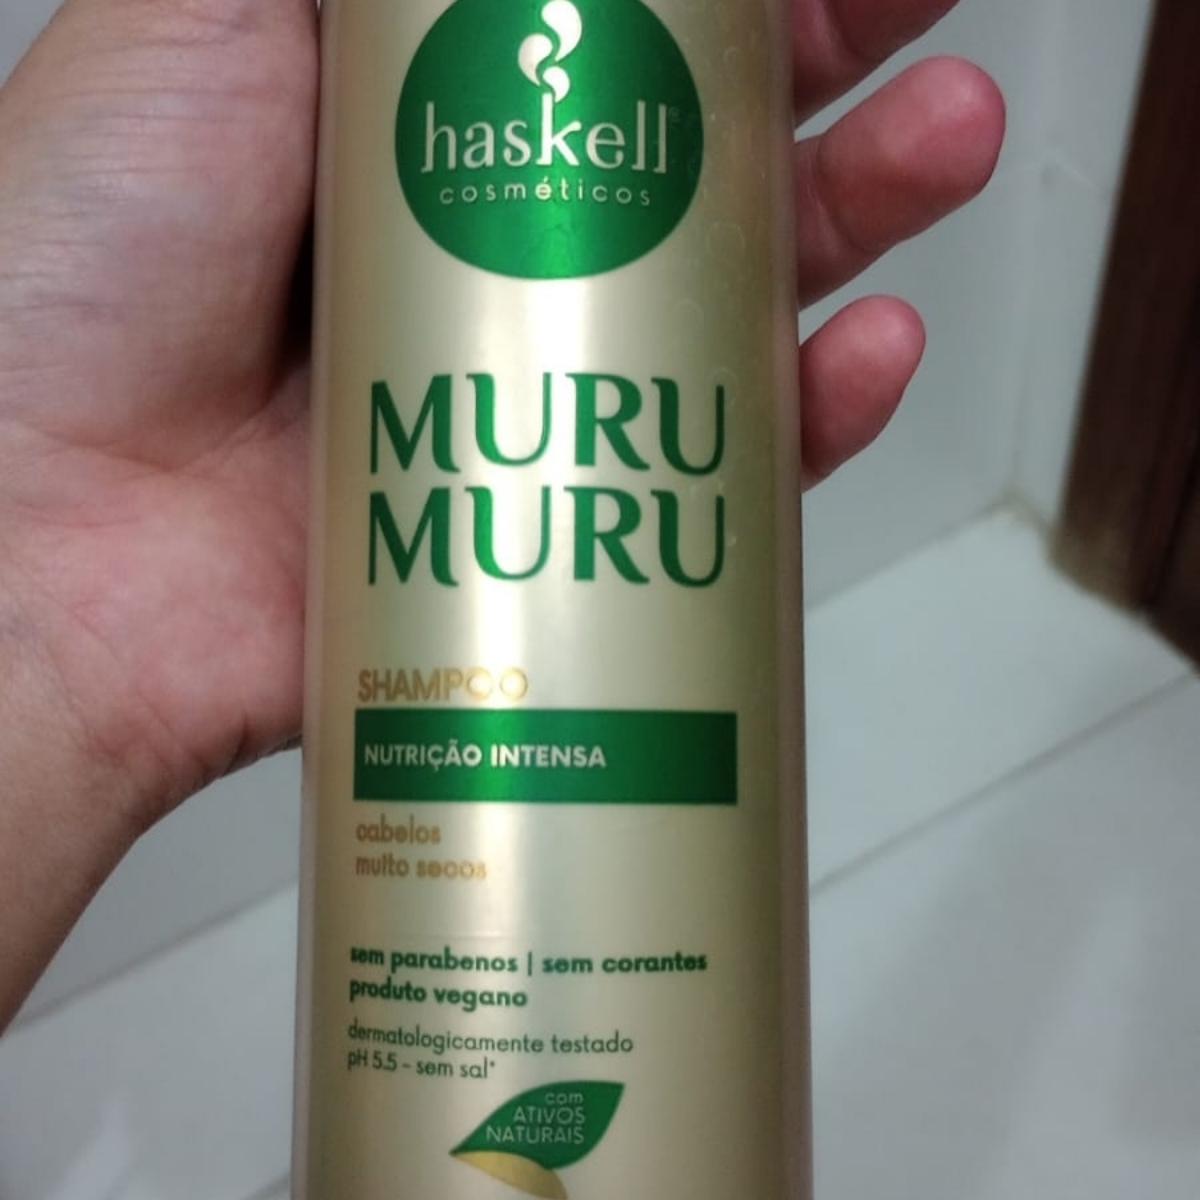 haskell®
cosméticos
MURU
MURU
SHAMPOO
NUTRIÇÃO INTENSA
cabelos
muito secos
sem parabenos | sem corantes
produto vegano
dermatologicamente testado
pH 5.5 - sem sal*
com
ATIVOS
NATURAIS